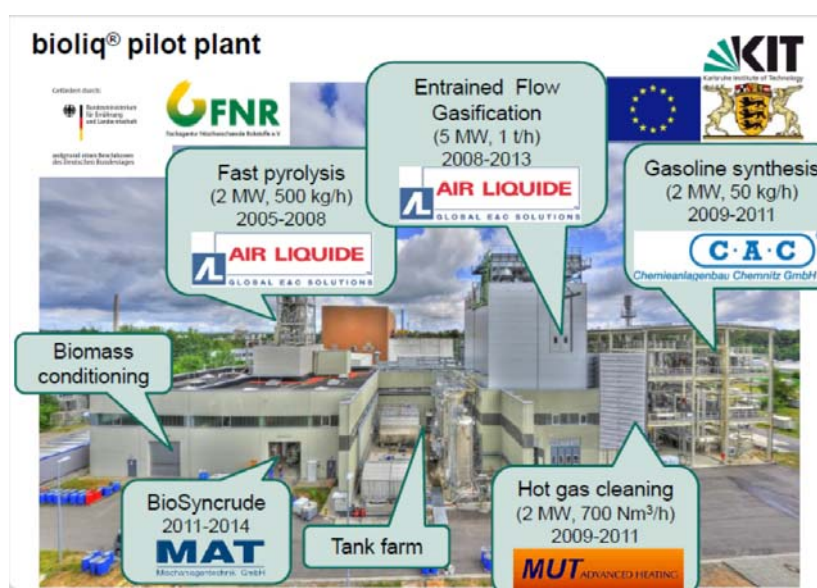 bioliq® pilot plant
Gefördert durch:
Bundesministerium
für Ernährung
und Landwirtschaft
aufgrund eines Beschlusses
des Deutschen Bundestages
FNR
Fachagentur Nachwachsende Rohstoffe e.V.
KIT
Karlsruhe Institute of Technology
Entrained Flow
Gasification
(5 MW, 1 t/h)
2008-2013
AIR LIQUIDE
GLOBAL E&C SOLUTIONS
Fast pyrolysis
(2 MW, 500 kg/h)
2005-2008
AIR LIQUIDE
GLOBAL E&C SOLUTIONS
Gasoline synthesis
(2 MW, 50 kg/h)
2009-2011
C·A·C
Chemieanlagenbau Chemnitz GmbH
Biomass
conditioning
BioSyncrude
2011-2014
MAT
Mischanlagentechnik GmbH
Tank farm
Hot gas cleaning
(2 MW, 700 Nm³/h)
2009-2011
MUT ADVANCED HEATING